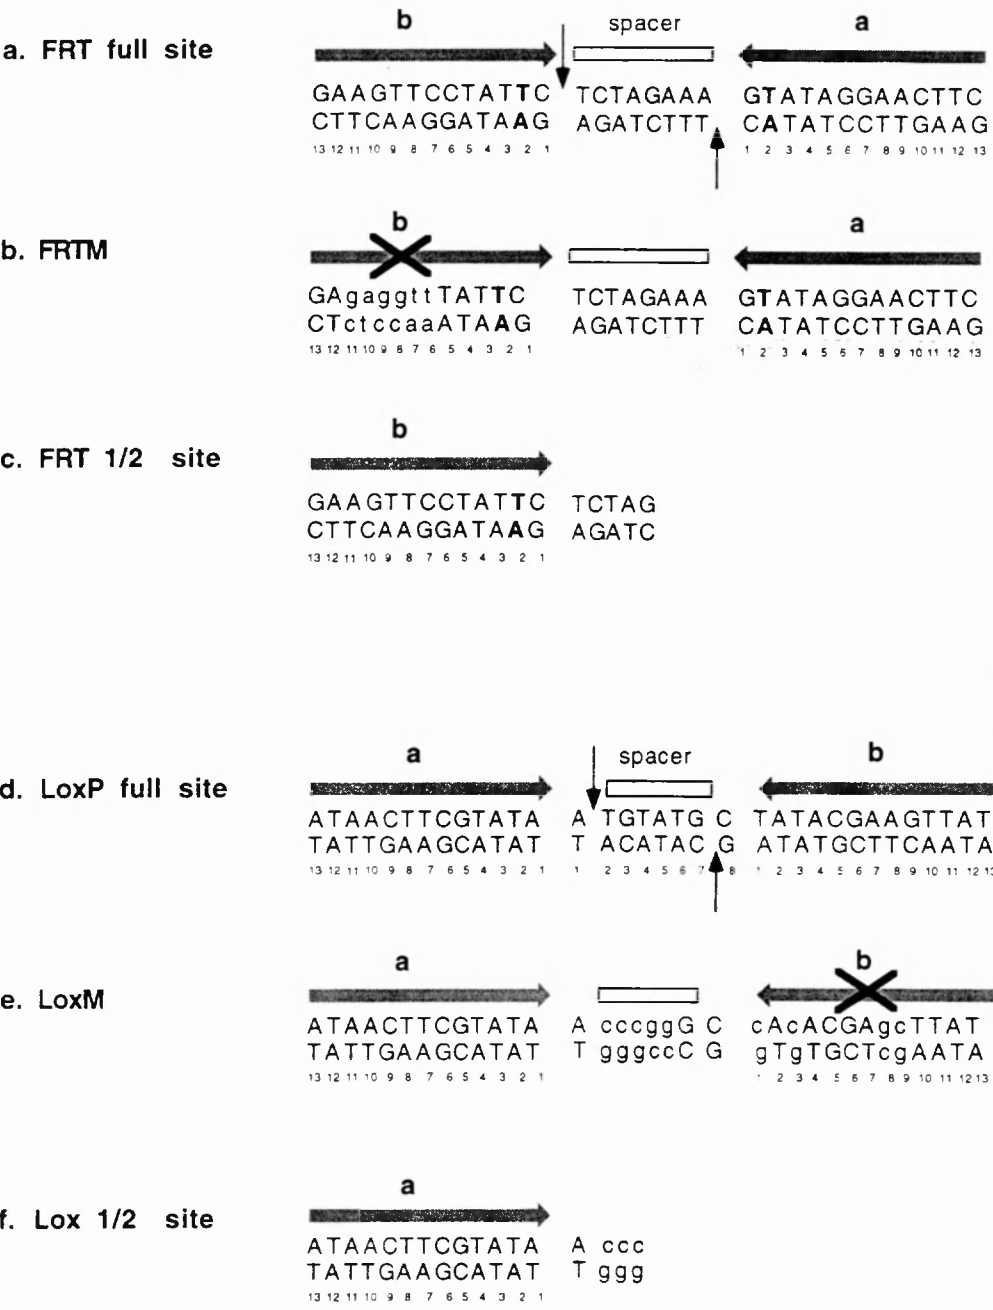 b spacer a
a. FRT full site
GAAGTTCCTATTC TCTAGAAA GTATAGGAACTTC
CTTCAAGGATAAG AGATCTTT CATATCCTTGAAG
13 12 11 10 9 8 7 6 5 4 3 2 1 1 2 3 4 5 6 7 8 9 10 11 12 13
b a
b. FRTM
GAgaggttTATTC TCTAGAAA GTATAGGAACTTC
CTctccaaATAAG AGATCTTT CATATCCTTGAAG
13 12 11 10 9 8 7 6 5 4 3 2 1 1 2 3 4 5 6 7 8 9 10 11 12 13
b
c. FRT 1/2 site
GAAGTTCCTATTC TCTAG
CTTCAAGGATAAG AGATC
13 12 11 10 9 8 7 6 5 4 3 2 1
a spacer b
d. LoxP full site
ATAACTTCGTATA A TGTATG C TATACGAAGTTAT
TATTGAAGCATAT T ACATAC G ATATGCTTCAATA
13 12 11 10 9 8 7 6 5 4 3 2 1 1 2 3 4 5 6 7 8 1 2 3 4 5 6 7 8 9 10 11 12 13
a b
e. LoxM
ATAACTTCGTATA A cccggG C cAcACGAgcTTAT
TATTGAAGCATAT T gggccC G gTgTGCTcgAATA
13 12 11 10 9 8 7 6 5 4 3 2 1 1 2 3 4 5 6 7 8 9 10 11 12 13
a
f. Lox 1/2 site
ATAACTTCGTATA A ccc
TATTGAAGCATAT T ggg
13 12 11 10 9 8 7 6 5 4 3 2 1